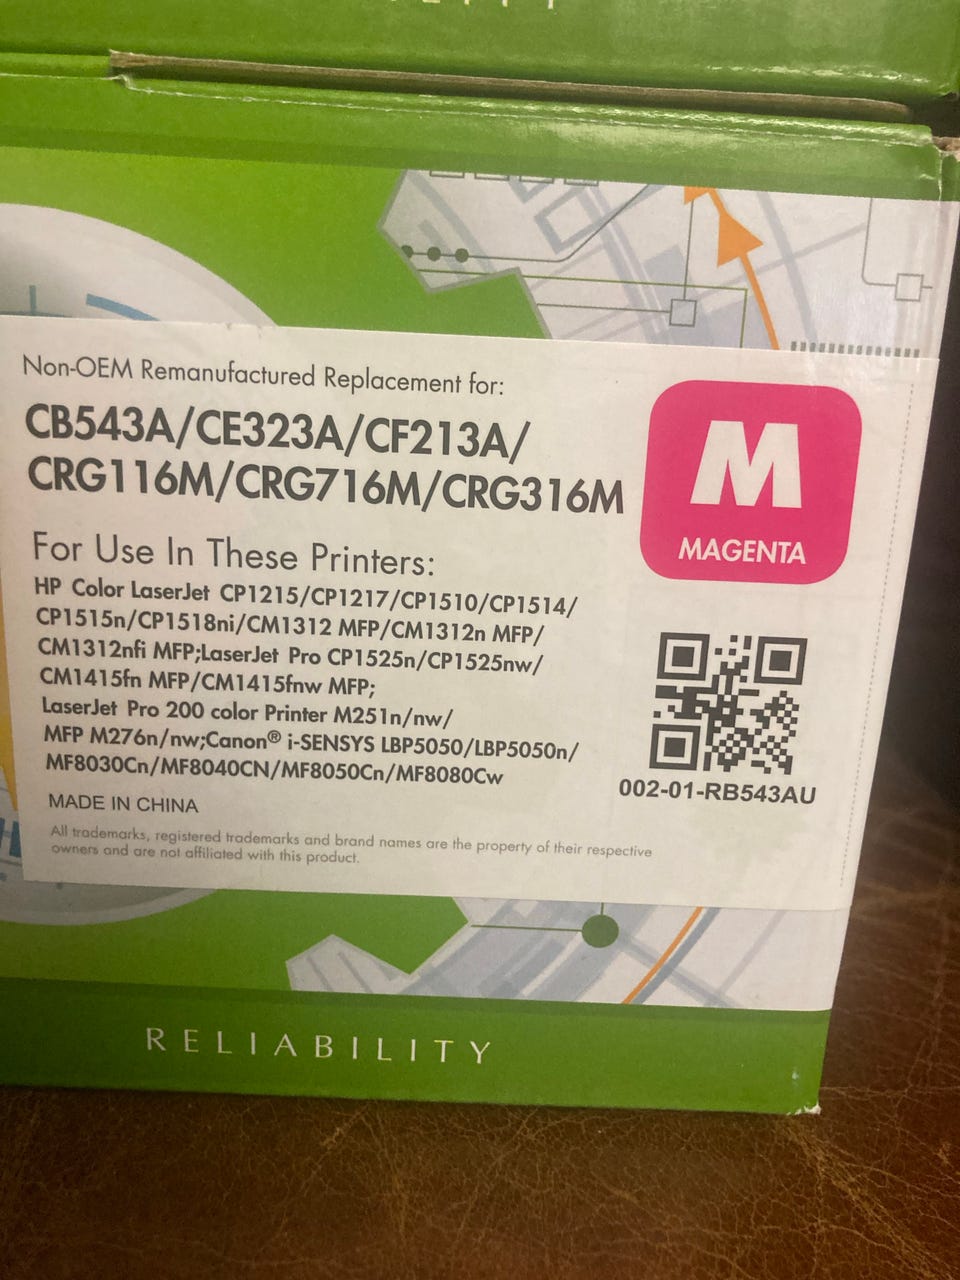 Non-OEM Remanufactured Replacement for:
CB543A/CE323A/CF213A/
CRG116M/CRG716M/CRG316M
M
MAGENTA
For Use In These Printers:
HP Color LaserJet CP1215/CP1217/CP1510/CP1514/
CP1515n/CP1518ni/CM1312 MFP/CM1312n MFP/
CM1312nfi MFP;LaserJet Pro CP1525n/CP1525nw/
CM1415fn MFP/CM1415fnw MFP;
LaserJet Pro 200 color Printer M251n/nw/
MFP M276n/nw;Canon® i-SENSYS LBP5050/LBP5050n/
MF8030Cn/MF8040CN/MF8050Cn/MF8080Cw
002-01-RB543AU
MADE IN CHINA
All trademarks, registered trademarks and brand names are the property of their respective
owners and are not affiliated with this product.
RELIABILITY